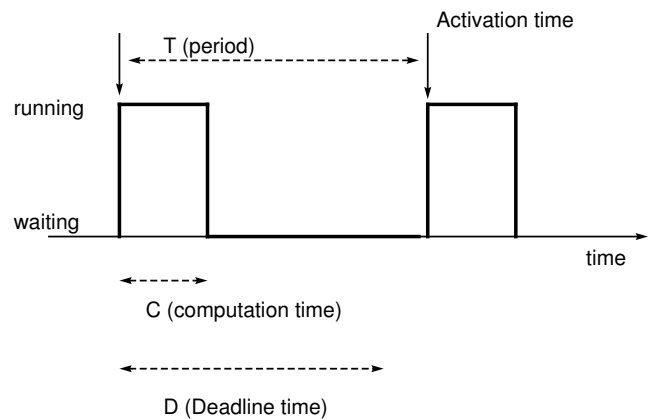 Activation time
T (period)
running
waiting
time
C (computation time)
D (Deadline time)